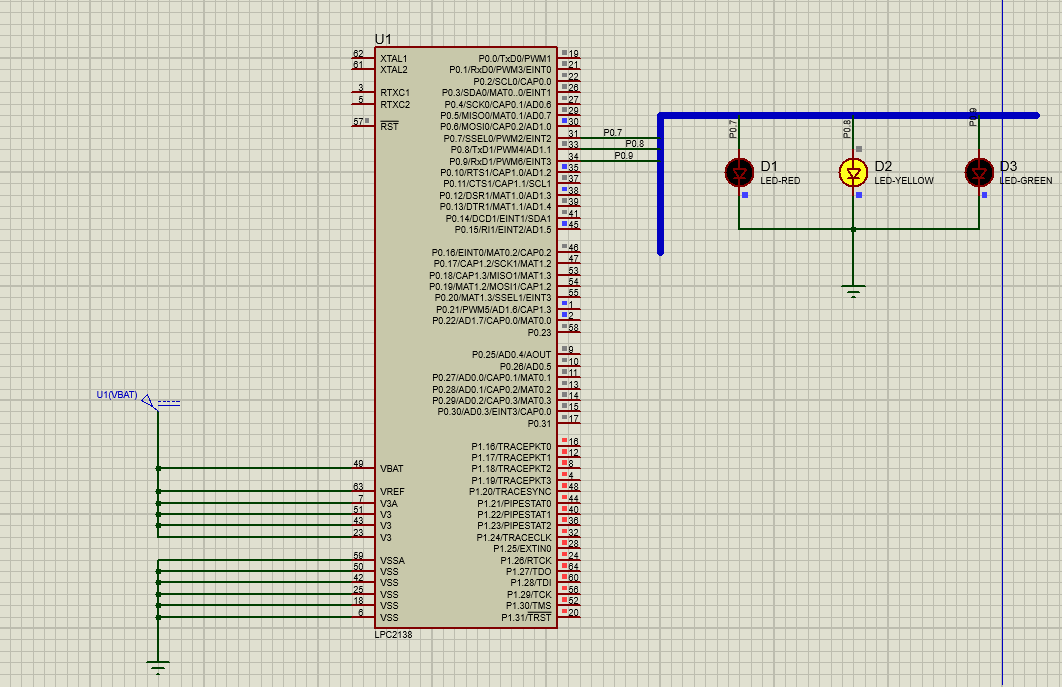 U1
62 XTAL1
61 XTAL2
3 RTXC1
5 RTXC2
57 RST
49 VBAT
63 VREF
7 V3A
51 V3
43 V3
23 V3
59 VSSA
50 VSS
42 VSS
25 VSS
18 VSS
6 VSS
P0.0/TxD0/PWM1 19
P0.1/RxD0/PWM3/EINT0 21
P0.2/SCL0/CAP0.0 22
P0.3/SDA0/MAT0..0/EINT1 26
P0.4/SCK0/CAP0.1/AD0.6 27
P0.5/MISO0/MAT0.1/AD0.7 29
P0.6/MOSI0/CAP0.2/AD1.0 30
P0.7/SSEL0/PWM2/EINT2 31
P0.8/TxD1/PWM4/AD1.1 33
P0.9/RxD1/PWM6/EINT3 34
P0.10/RTS1/CAP1.0/AD1.2 35
P0.11/CTS1/CAP1.1/SCL1 37
P0.12/DSR1/MAT1.0/AD1.3 38
P0.13/DTR1/MAT1.1/AD1.4 39
P0.14/DCD1/EINT1/SDA1 41
P0.15/RI1/EINT2/AD1.5 45
P0.16/EINT0/MAT0.2/CAP0.2 46
P0.17/CAP1.2/SCK1/MAT1.2 47
P0.18/CAP1.3/MISO1/MAT1.3 53
P0.19/MAT1.2/MOSI1/CAP1.2 54
P0.20/MAT1.3/SSEL1/EINT3 55
P0.21/PWM5/AD1.6/CAP1.3 1
P0.22/AD1.7/CAP0.0/MAT0.0 2
P0.23 58
P0.25/AD0.4/AOUT 9
P0.26/AD0.5 10
P0.27/AD0.0/CAP0.1/MAT0.1 11
P0.28/AD0.1/CAP0.2/MAT0.2 13
P0.29/AD0.2/CAP0.3/MAT0.3 14
P0.30/AD0.3/EINT3/CAP0.0 15
P0.31 17
P1.16/TRACEPKT0 16
P1.17/TRACEPKT1 12
P1.18/TRACEPKT2 8
P1.19/TRACEPKT3 4
P1.20/TRACESYNC 48
P1.21/PIPESTAT0 44
P1.22/PIPESTAT1 40
P1.23/PIPESTAT2 36
P1.24/TRACECLK 32
P1.25/EXTIN0 28
P1.26/RTCK 24
P1.27/TDO 64
P1.28/TDI 60
P1.29/TCK 56
P1.30/TMS 52
P1.31/TRST 20
LPC2138
U1(VBAT)
P0.7
P0.8
P0.9
P0.7
P0.8
P0.9
D1
LED-RED
D2
LED-YELLOW
D3
LED-GREEN